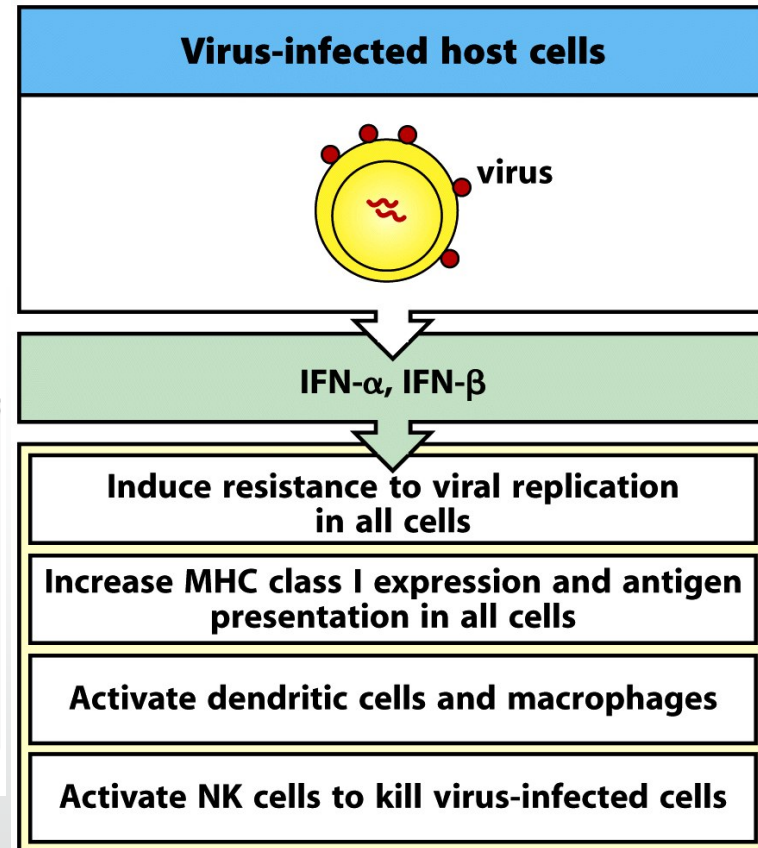 Virus-infected host cells
virus
IFN-α, IFN-β
Induce resistance to viral replication
in all cells
Increase MHC class I expression and antigen
presentation in all cells
Activate dendritic cells and macrophages
Activate NK cells to kill virus-infected cells